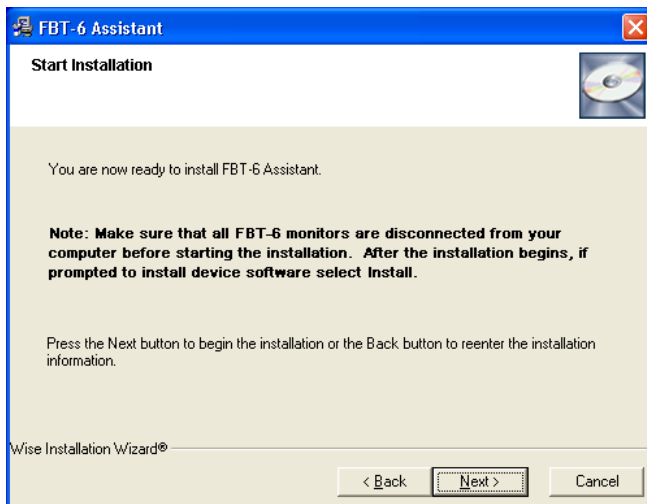 FBT-6 Assistant
Start Installation
You are now ready to install FBT-6 Assistant.
Note: Make sure that all FBT-6 monitors are disconnected from your
computer before starting the installation.  After the installation begins, if
prompted to install device software select Install.
Press the Next button to begin the installation or the Back button to reenter the installation
information.
Wise Installation Wizard®
< Back
Next >
Cancel